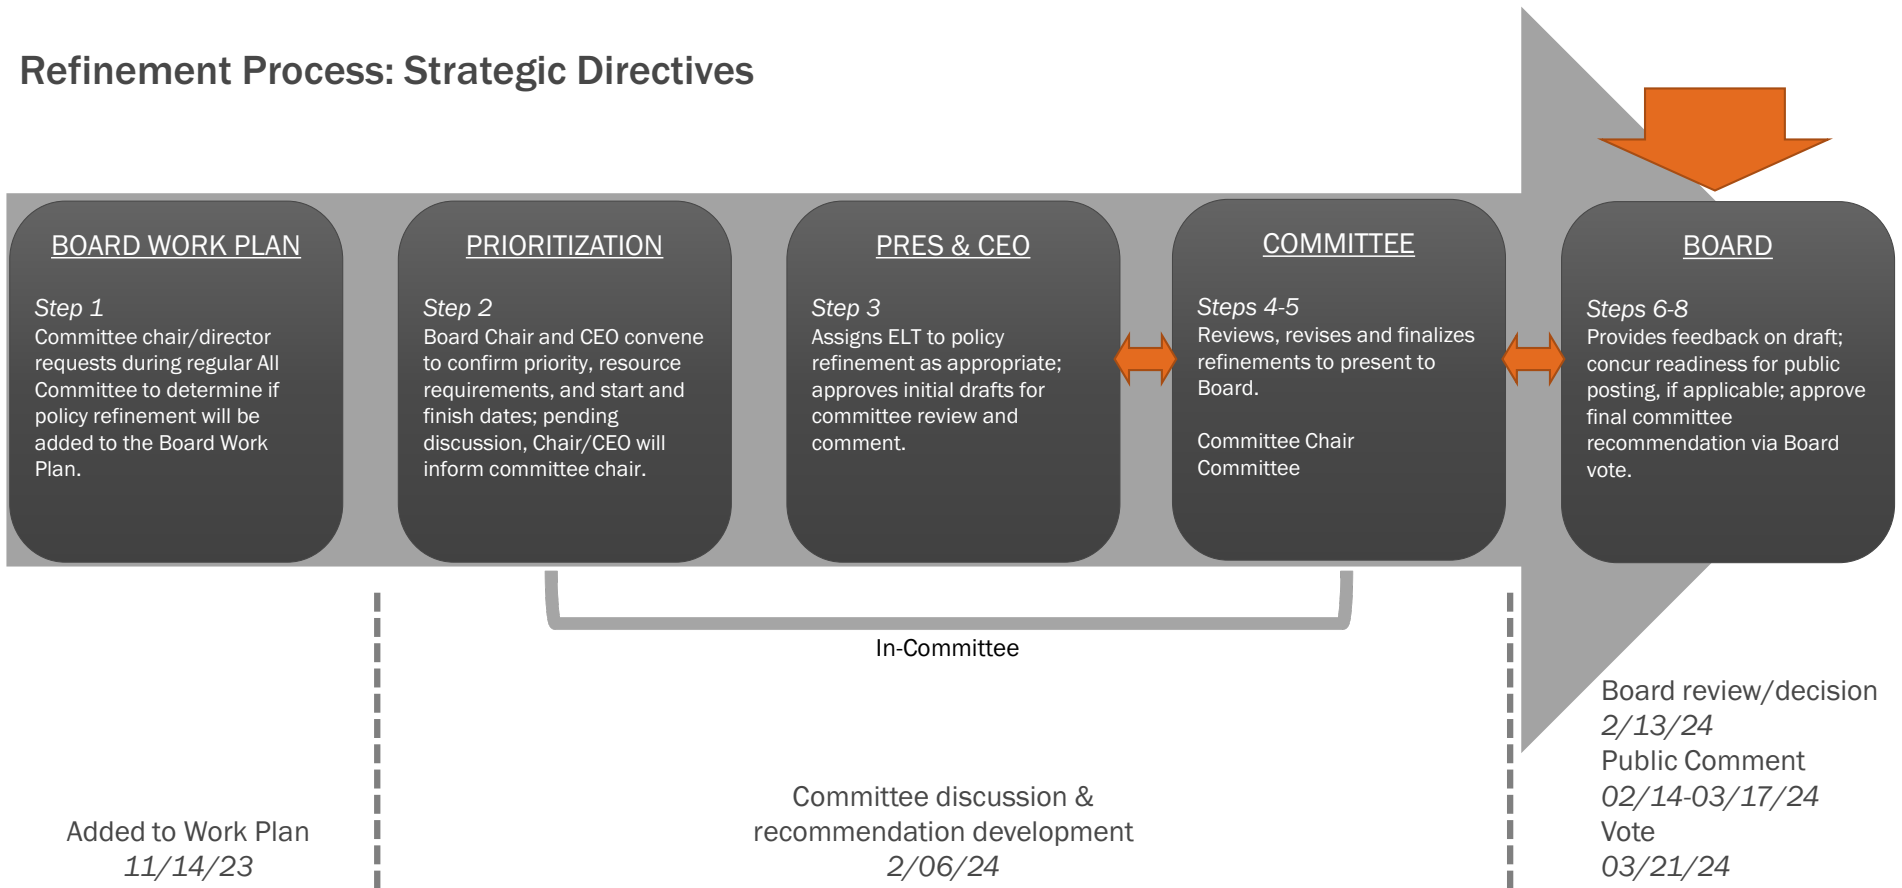 Refinement Process: Strategic Directives
BOARD WORK PLAN
Step 1
Committee chair/director
requests during regular All
Committee to determine if
policy refinement will be
added to the Board Work
Plan.
PRIORITIZATION
Step 2
Board Chair and CEO convene
to confirm priority, resource
requirements, and start and
finish dates; pending
discussion, Chair/CEO will
inform committee chair.
PRES & CEO
Step 3
Assigns ELT to policy
refinement as appropriate;
approves initial drafts for
committee review and
comment.
COMMITTEE
Steps 4-5
Reviews, revises and finalizes
refinements to present to
Board.
Committee Chair
Committee
BOARD
Steps 6-8
Provides feedback on draft;
concur readiness for public
posting, if applicable; approve
final committee
recommendation via Board
vote.
In-Committee
Added to Work Plan
11/14/23
Committee discussion &
recommendation development
2/06/24
Board review/decision
2/13/24
Public Comment
02/14-03/17/24
Vote
03/21/24